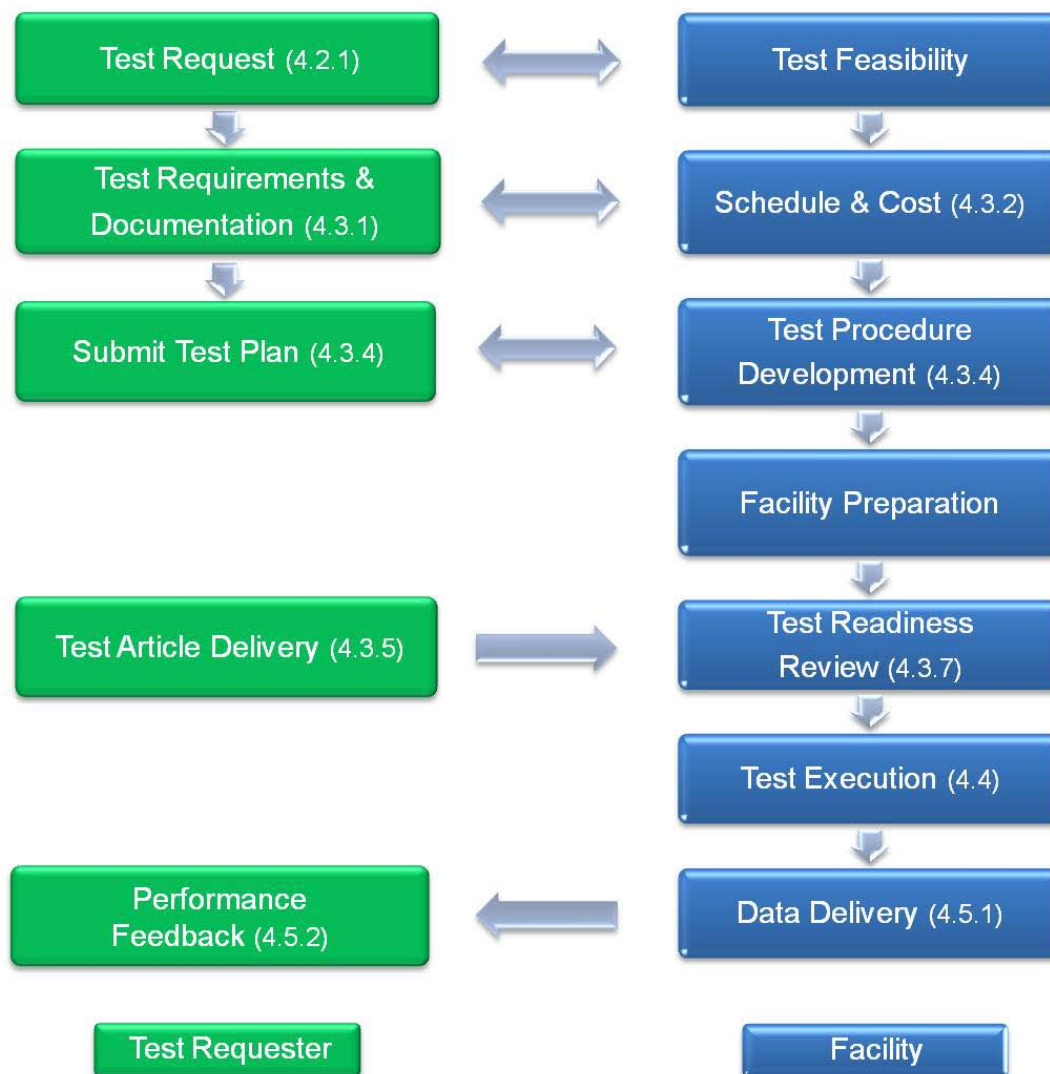 Test Request (4.2.1)
Test Feasibility
Test Requirements &
Documentation (4.3.1)
Schedule & Cost (4.3.2)
Submit Test Plan (4.3.4)
Test Procedure
Development (4.3.4)
Facility Preparation
Test Article Delivery (4.3.5)
Test Readiness
Review (4.3.7)
Test Execution (4.4)
Performance
Feedback (4.5.2)
Data Delivery (4.5.1)
Test Requester
Facility